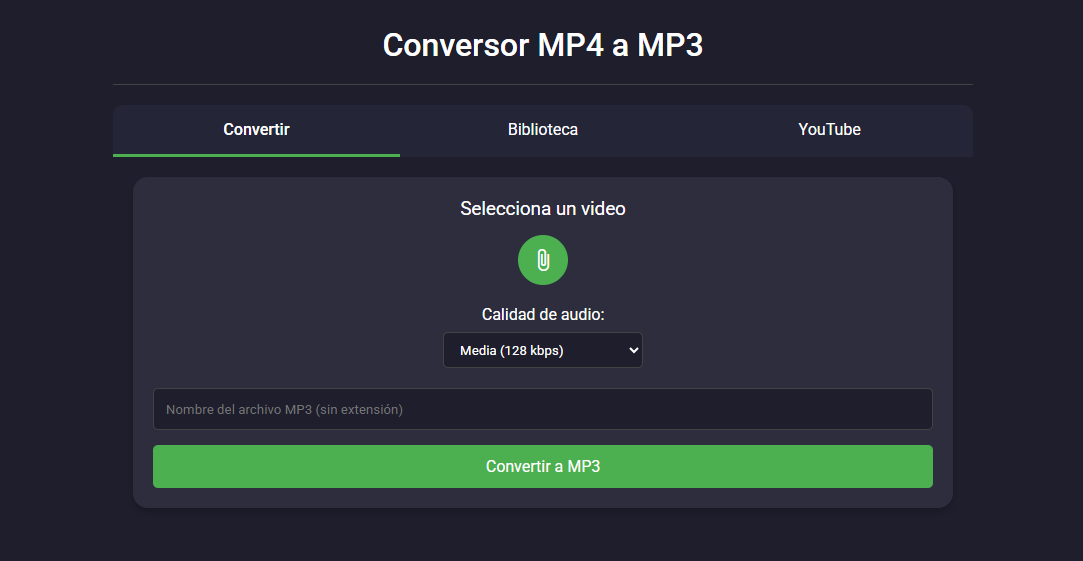 Conversor MP4 a MP3
Convertir Biblioteca YouTube
Selecciona un video
Calidad de audio:
Media (128 kbps)
Nombre del archivo MP3 (sin extensión)
Convertir a MP3